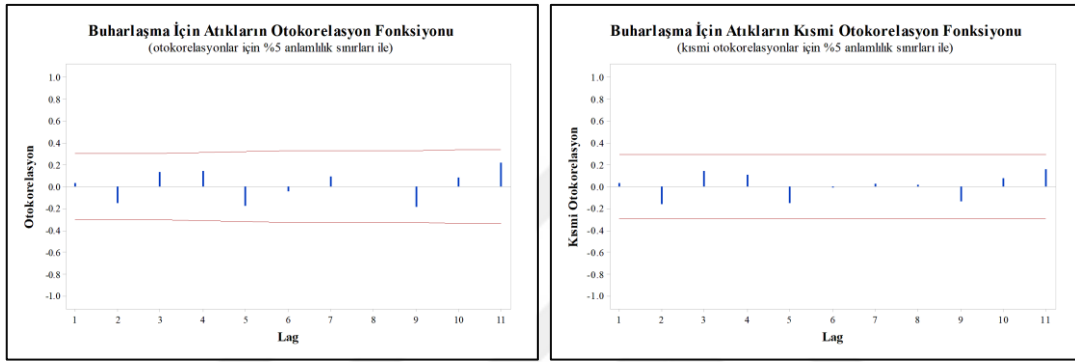 Buharlaşma İçin Atıkların Otokorelasyon Fonksiyonu
(otokorelasyonlar için %5 anlamlılık sınırları ile)
Otokorelasyon
1.0
0.8
0.6
0.4
0.2
0.0
-0.2
-0.4
-0.6
-0.8
-1.0
1 2 3 4 5 6 7 8 9 10 11
Lag
Buharlaşma İçin Atıkların Kısmi Otokorelasyon Fonksiyonu
(kısmi otokorelasyonlar için %5 anlamlılık sınırları ile)
Kısmi Otokorelasyon
1.0
0.8
0.6
0.4
0.2
0.0
-0.2
-0.4
-0.6
-0.8
-1.0
1 2 3 4 5 6 7 8 9 10 11
Lag